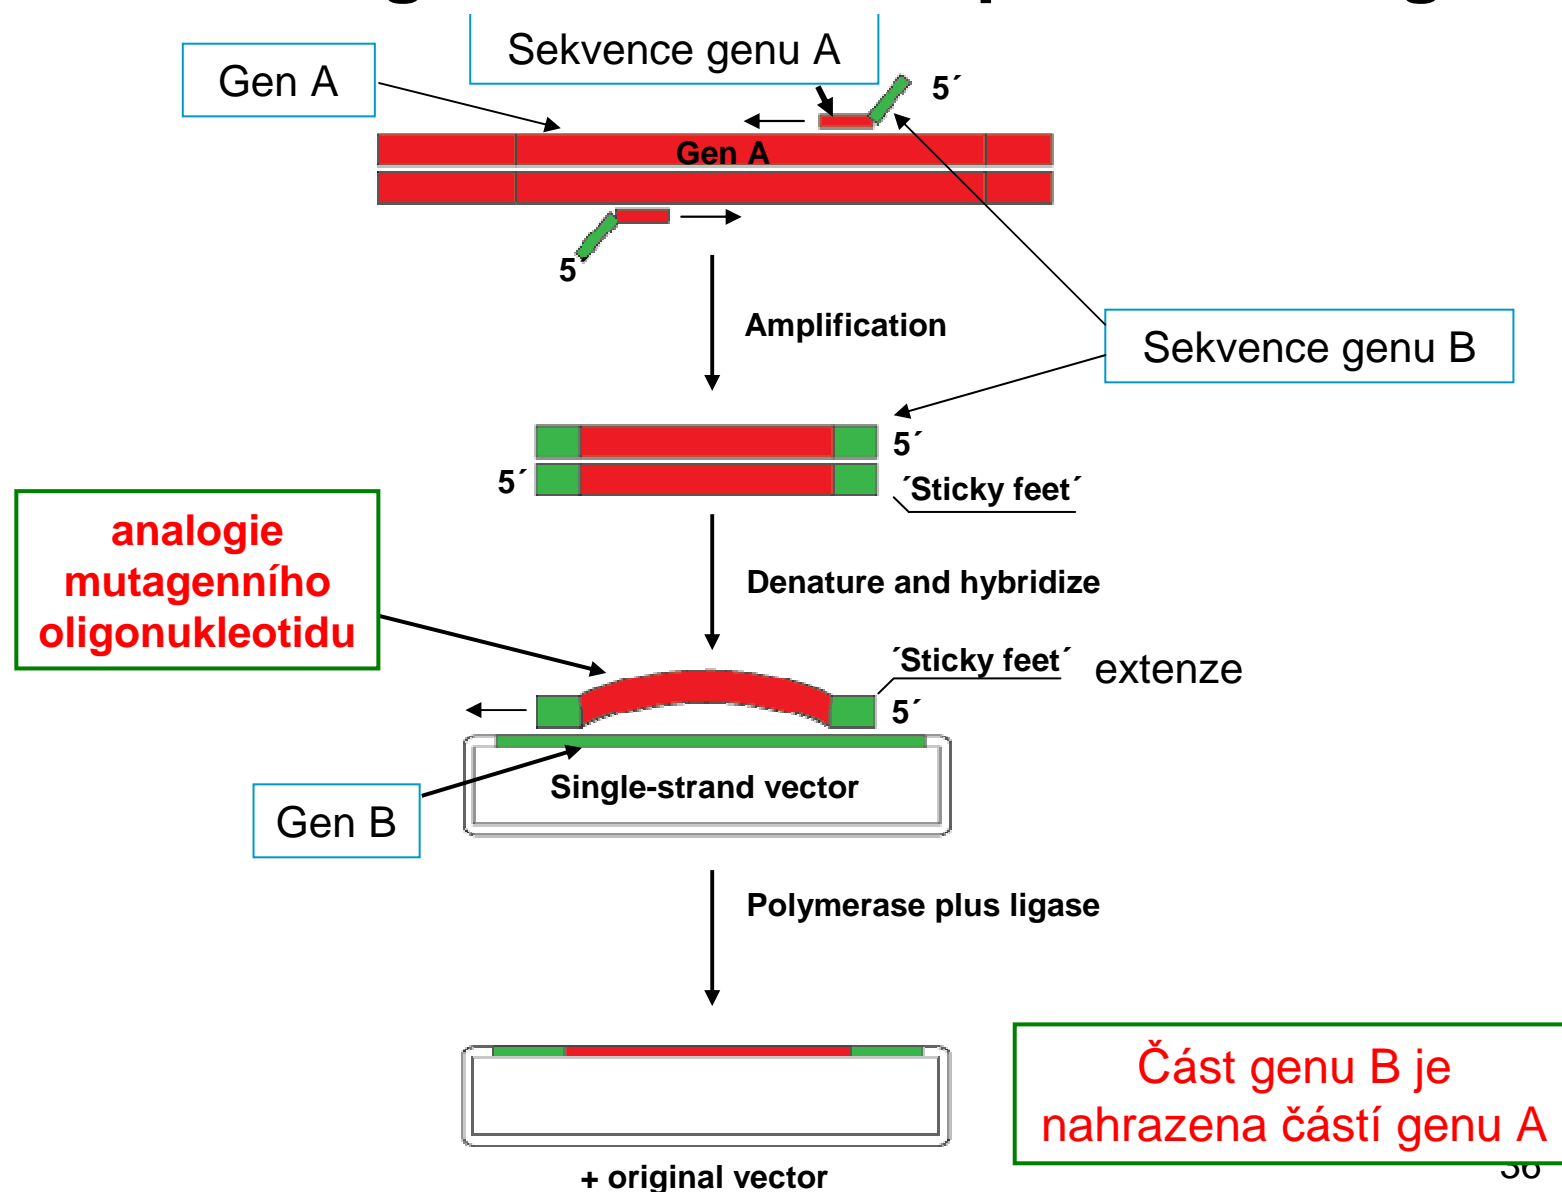 Sekvence genu A
Gen A
5´
Gen A
5
Amplification
Sekvence genu B
5´
5´
´Sticky feet´
analogie
mutagenního
oligonukleotidu
Denature and hybridize
´Sticky feet´ extenze
5´
Single-strand vector
Gen B
Polymerase plus ligase
Část genu B je
nahrazena částí genu A
+ original vector
36